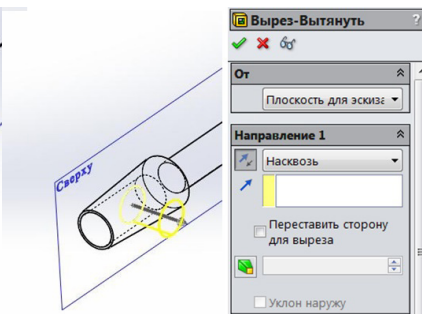 Вырез-Вытянуть ?
От
Плоскость для эскиза
Направление 1
Насквозь
Переставить сторону
для выреза
Уклон наружу
Сверху